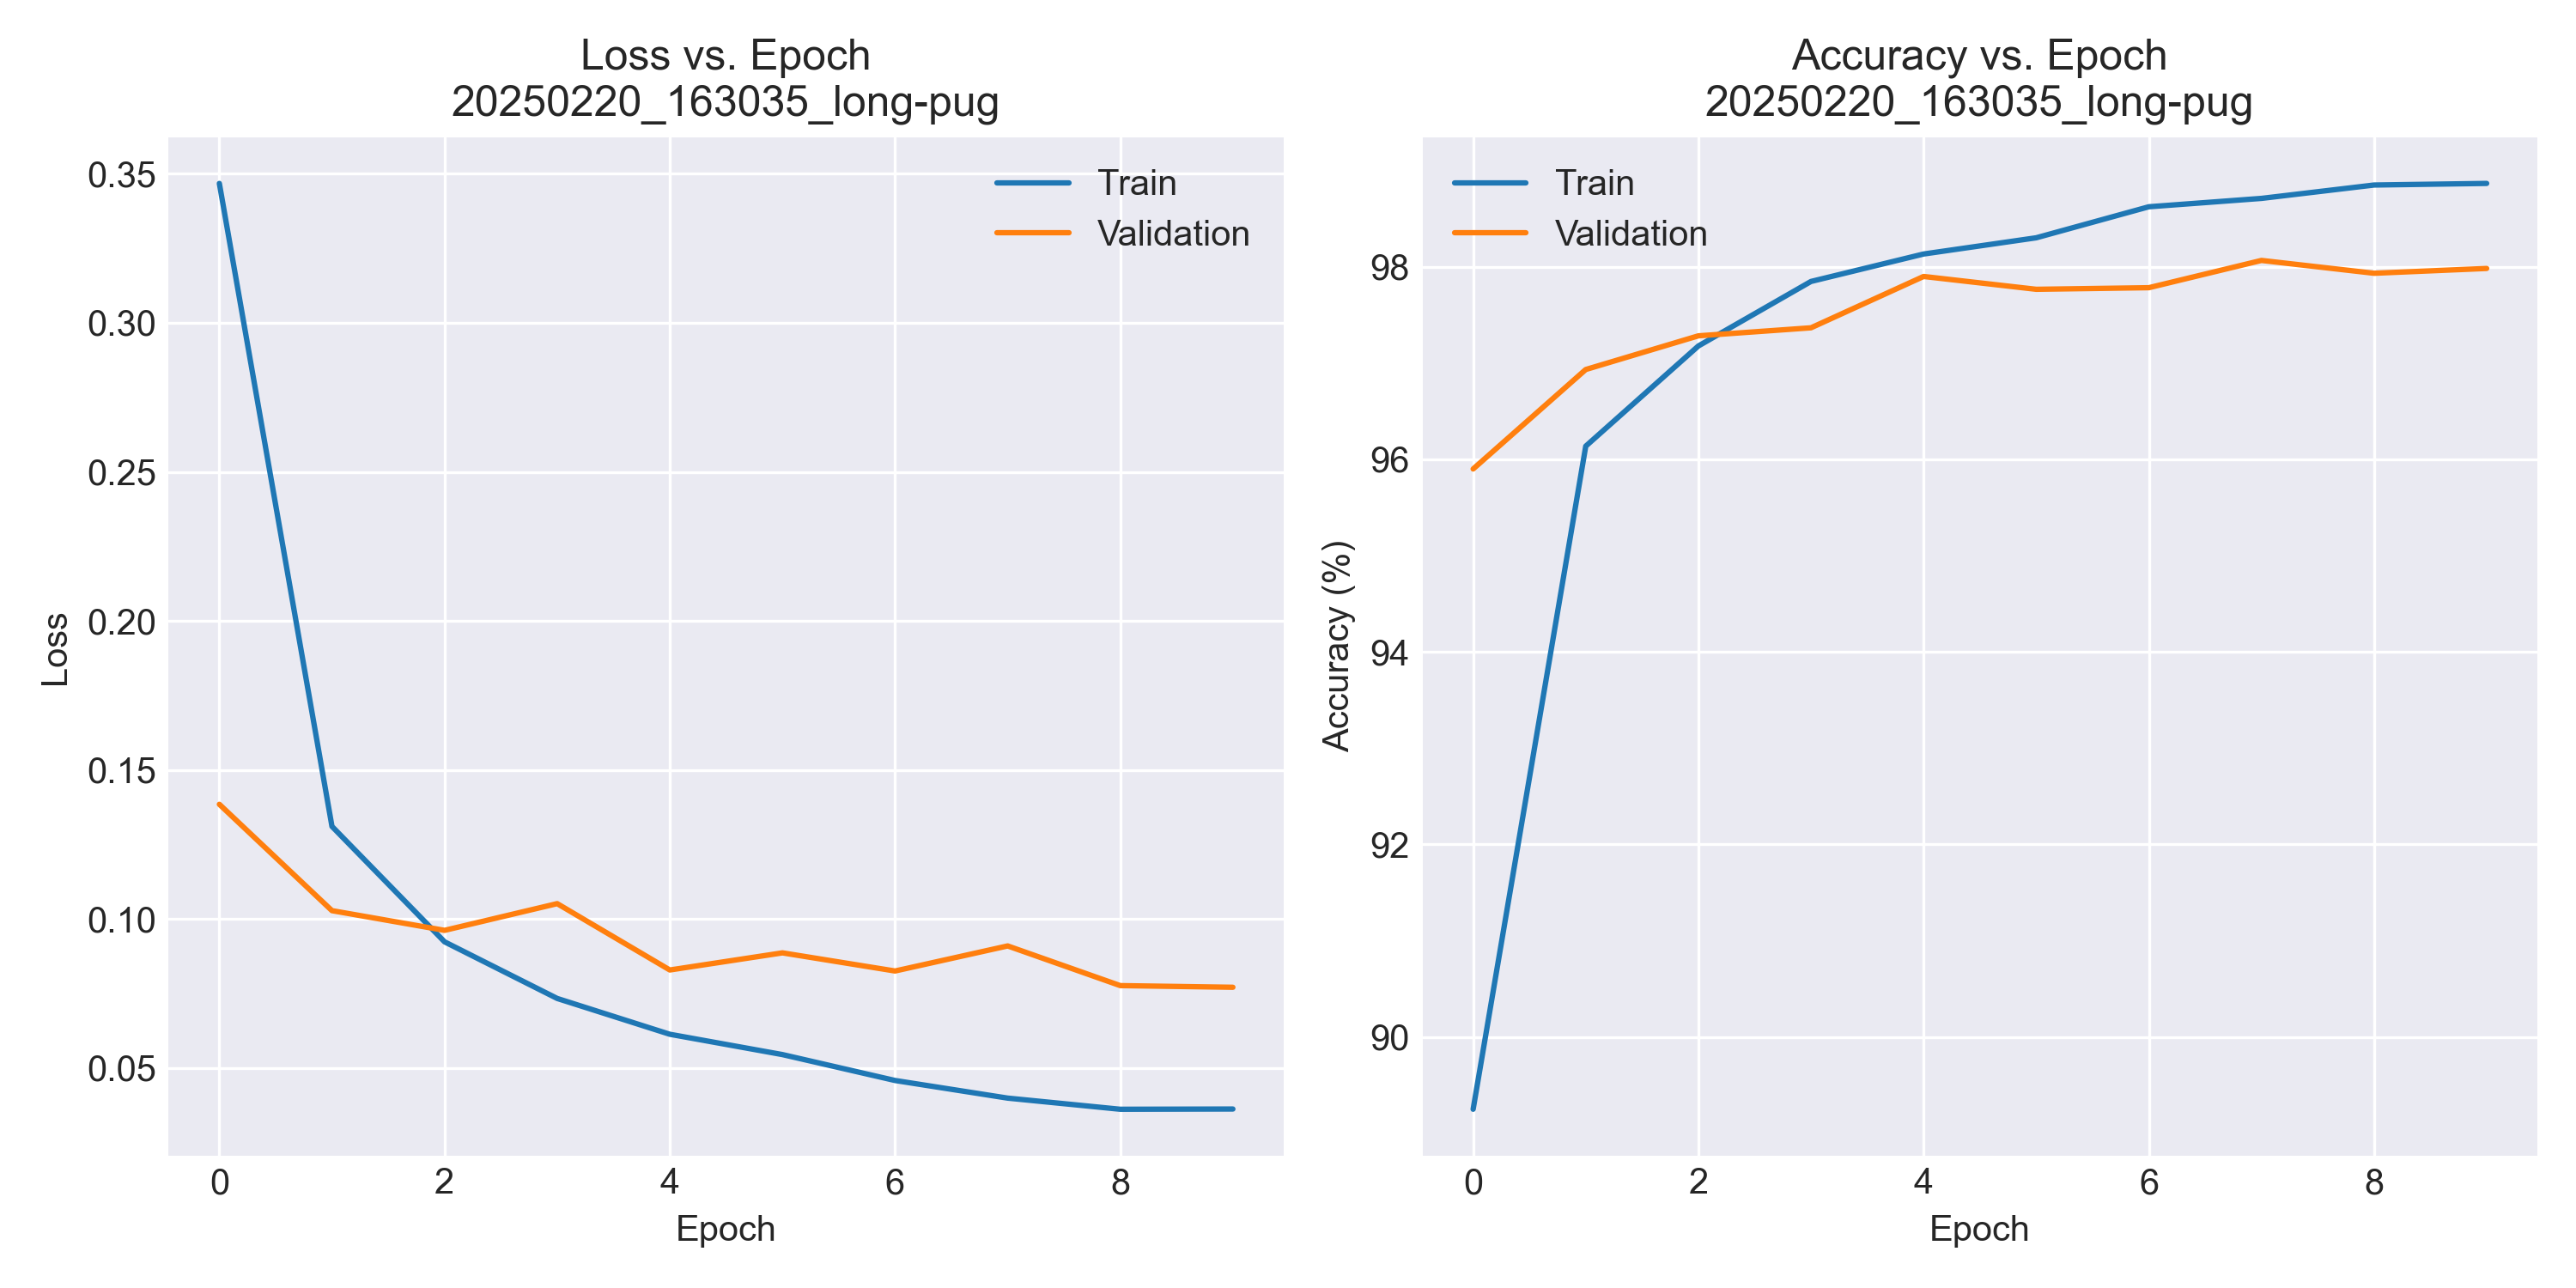 Loss vs. Epoch
20250220_163035_long-pug
Train
Validation
0.35
0.30
0.25
0.20
0.15
0.10
0.05
Loss
0 2 4 6 8
Epoch
Accuracy vs. Epoch
20250220_163035_long-pug
Train
Validation
98
96
94
92
90
Accuracy (%)
0 2 4 6 8
Epoch